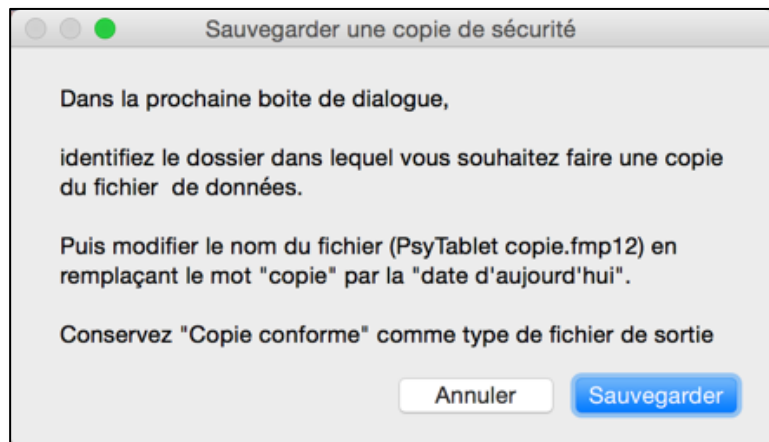 Sauvegarder une copie de sécurité
Dans la prochaine boite de dialogue,
identifiez le dossier dans lequel vous souhaitez faire une copie
du fichier  de données.
Puis modifier le nom du fichier (PsyTablet copie.fmp12) en
remplaçant le mot "copie" par la "date d'aujourd'hui".
Conservez "Copie conforme" comme type de fichier de sortie
Annuler
Sauvegarder